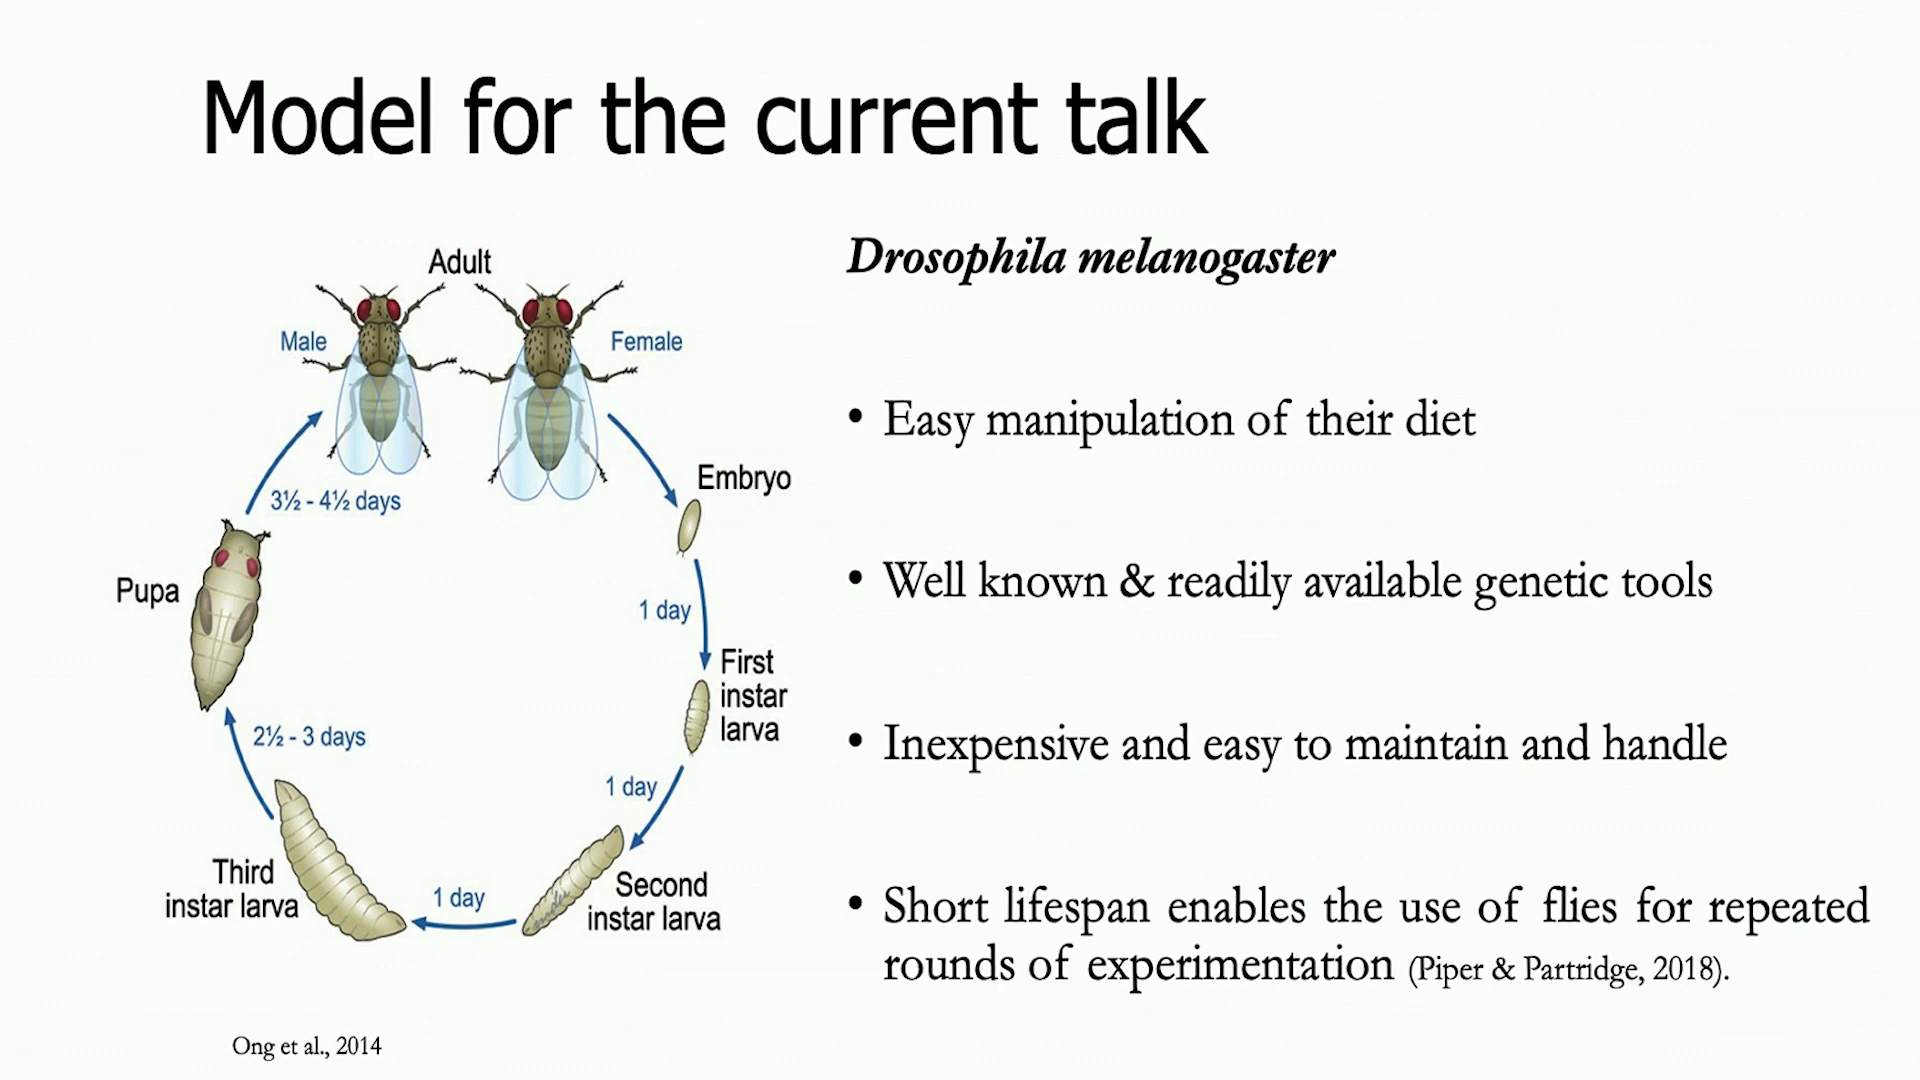 Model for the current talk
Adult
Male
Female
Embryo
1 day
First
instar
larva
1 day
Second
instar larva
1 day
Third
instar larva
2½ - 3 days
Pupa
3½ - 4½ days
Ong et al., 2014
Drosophila melanogaster
• Easy manipulation of their diet
• Well known & readily available genetic tools
• Inexpensive and easy to maintain and handle
• Short lifespan enables the use of flies for repeated
rounds of experimentation (Piper & Partridge, 2018).